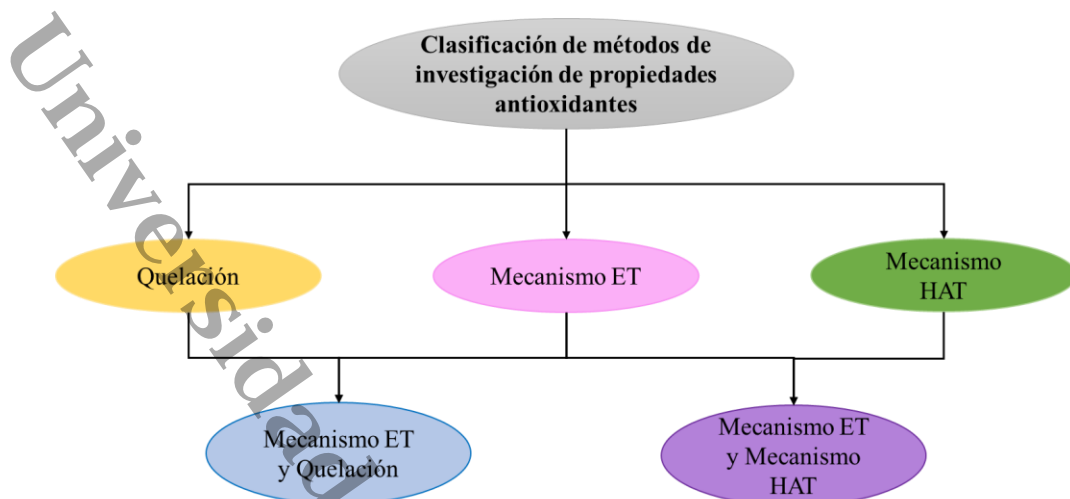 Clasificación de métodos de
investigación de propiedades
antioxidantes
Quelación
Mecanismo ET
Mecanismo
HAT
Mecanismo ET
y Quelación
Mecanismo ET
y Mecanismo
HAT
Universidad